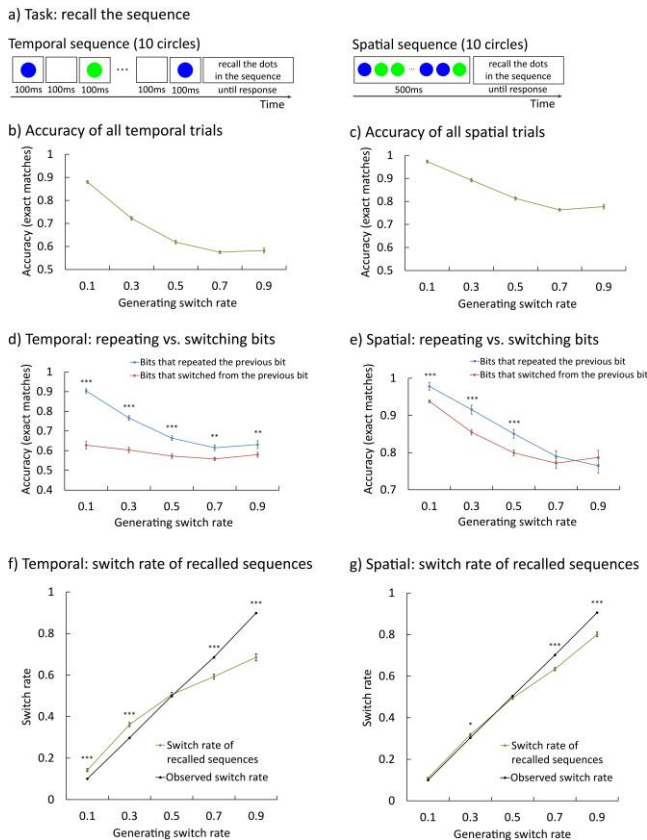 a) Task: recall the sequence
Temporal sequence (10 circles)
...
recall the dots
in the sequence
100ms 100ms 100ms 100ms 100ms until response
Time
Spatial sequence (10 circles)
...
recall the dots
in the sequence
500ms until response
Time
b) Accuracy of all temporal trials
Accuracy (exact matches)
1
0.9
0.8
0.7
0.6
0.5
0.1 0.3 0.5 0.7 0.9
Generating switch rate
c) Accuracy of all spatial trials
Accuracy (exact matches)
1
0.9
0.8
0.7
0.6
0.5
0.1 0.3 0.5 0.7 0.9
Generating switch rate
d) Temporal: repeating vs. switching bits
Bits that repeated the previous bit
Bits that switched from the previous bit
Accuracy (exact matches)
1
0.9
0.8
0.7
0.6
0.5
0.4
*** *** *** ** **
0.1 0.3 0.5 0.7 0.9
Generating switch rate
e) Spatial: repeating vs. switching bits
Bits that repeated the previous bit
Bits that switched from the previous bit
Accuracy (exact matches)
1
0.9
0.8
0.7
*** *** ***
0.1 0.3 0.5 0.7 0.9
Generating switch rate
f) Temporal: switch rate of recalled sequences
Switch rate
1
0.8
0.6
0.4
0.2
0
*** *** *** ***
Switch rate of
recalled sequences
Observed switch rate
0.1 0.3 0.5 0.7 0.9
Generating switch rate
g) Spatial: switch rate of recalled sequences
Switch rate
1
0.8
0.6
0.4
0.2
0
* *** ***
Switch rate of
recalled sequences
Observed switch rate
0.1 0.3 0.5 0.7 0.9
Generating switch rate